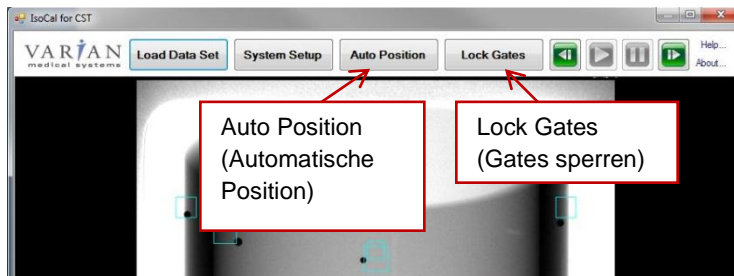 IsoCal for CST
VARIAN
medical systems
Load Data Set
System Setup
Auto Position
Lock Gates
Help...
About...
Auto Position
(Automatische
Position)
Lock Gates
(Gates sperren)